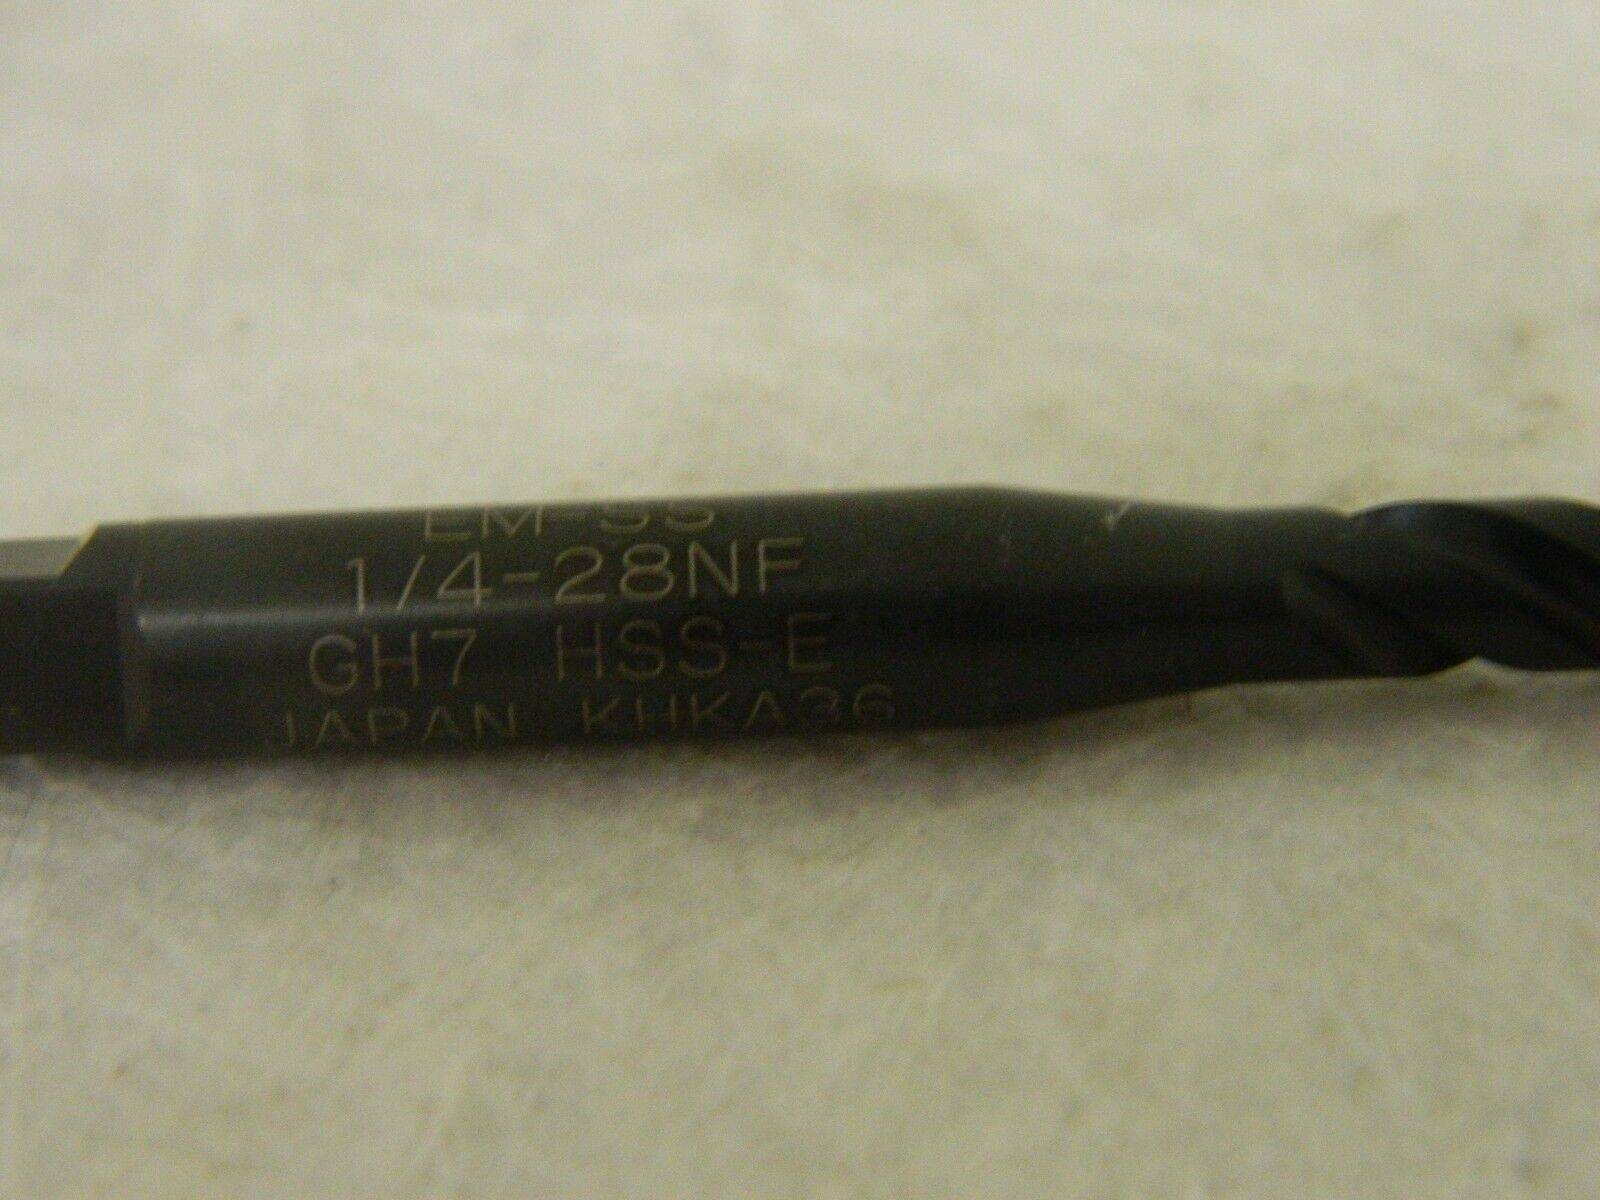 EM-SS
1/4-28NF
GH7 HSS-E
JAPAN KHKA36